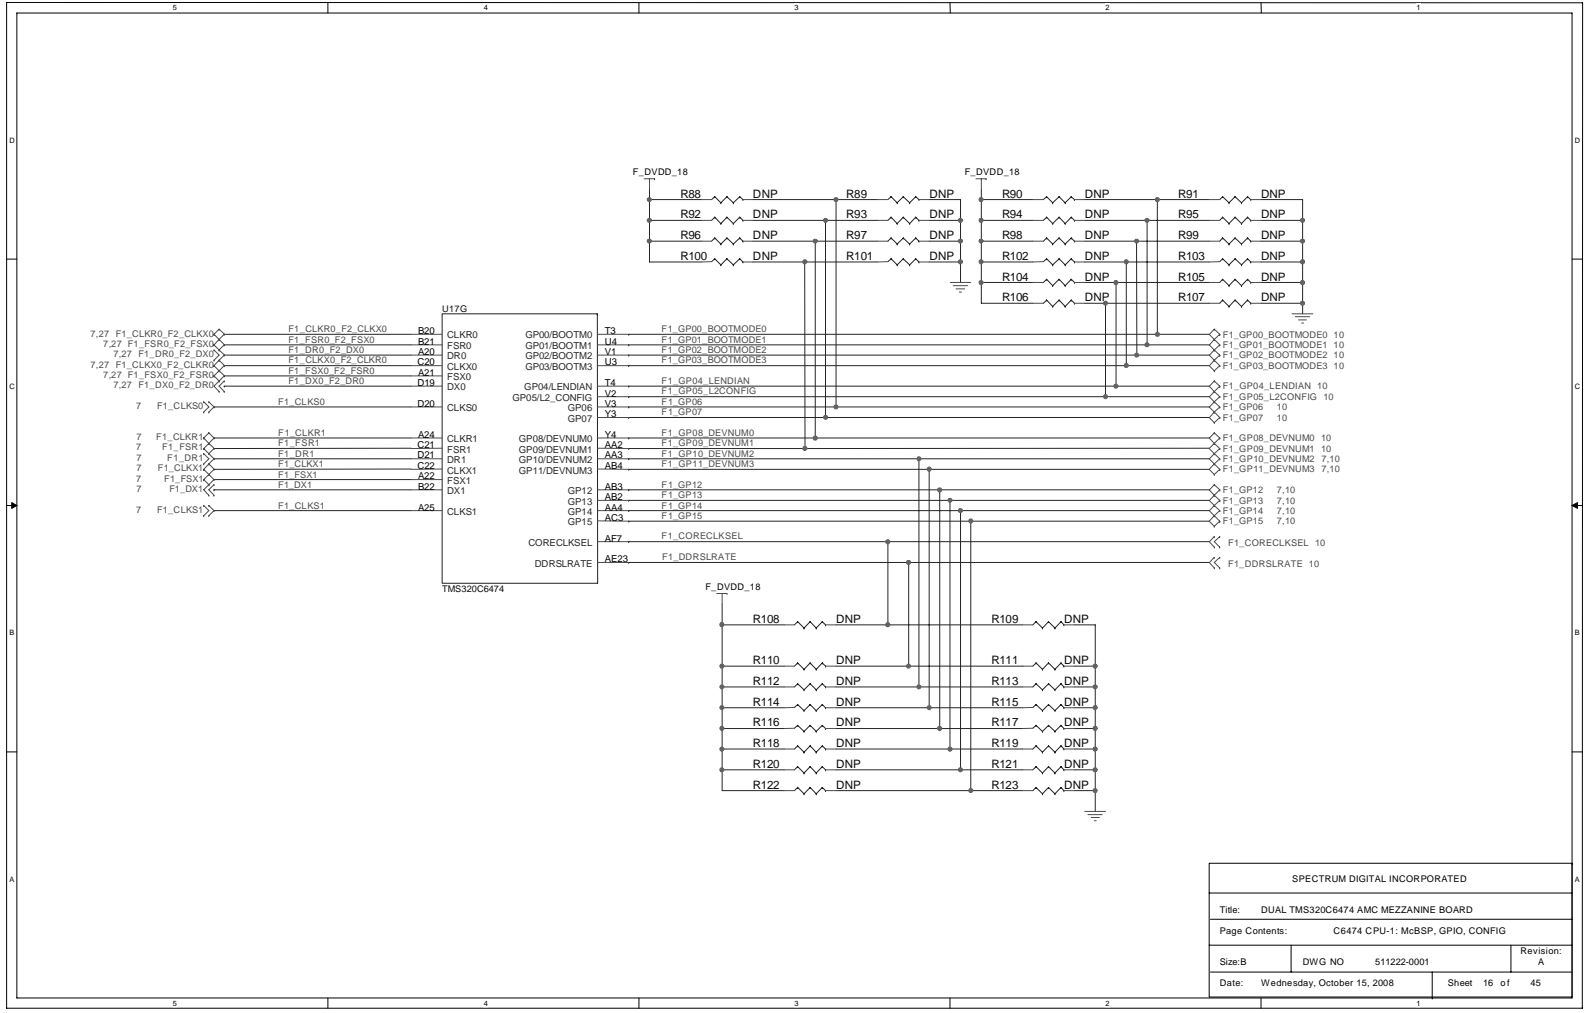 5 4 3 2 1
D D
F_DVDD_18 F_DVDD_18
R88 DNP R89 DNP R90 DNP R91 DNP
R92 DNP R93 DNP R94 DNP R95 DNP
R96 DNP R97 DNP R98 DNP R99 DNP
R100 DNP R101 DNP R102 DNP R103 DNP
R104 DNP R105 DNP
R106 DNP R107 DNP
U17G
7,27 F1_CLKR0_F2_CLKX0 F1_CLKR0_F2_CLKX0 B20 CLKR0 GP00/BOOTM0 T3 F1_GP00_BOOTMODE0 F1_GP00_BOOTMODE0 10
7,27 F1_FSR0_F2_FSX0 F1_FSR0_F2_FSX0 B21 FSR0 GP01/BOOTM1 U4 F1_GP01_BOOTMODE1 F1_GP01_BOOTMODE1 10
7,27 F1_DR0_F2_DX0 F1_DR0_F2_DX0 A20 DR0 GP02/BOOTM2 V1 F1_GP02_BOOTMODE2 F1_GP02_BOOTMODE2 10
7,27 F1_CLKX0_F2_CLKR0 F1_CLKX0_F2_CLKR0 C20 CLKX0 GP03/BOOTM3 U3 F1_GP03_BOOTMODE3 F1_GP03_BOOTMODE3 10
7,27 F1_FSX0_F2_FSR0 F1_FSX0_F2_FSR0 A21 FSX0
7,27 F1_DX0_F2_DR0 F1_DX0_F2_DR0 D19 DX0 GP04/LENDIAN T4 F1_GP04_LENDIAN F1_GP04_LENDIAN 10
GP05/L2_CONFIG V2 F1_GP05_L2CONFIG F1_GP05_L2CONFIG 10
7 F1_CLKS0 F1_CLKS0 D20 CLKS0 GP06 V3 F1_GP06 F1_GP06 10
GP07 Y3 F1_GP07 F1_GP07 10
C C
7 F1_CLKR1 F1_CLKR1 A24 CLKR1 GP08/DEVNUM0 Y4 F1_GP08_DEVNUM0 F1_GP08_DEVNUM0 10
7 F1_FSR1 F1_FSR1 C21 FSR1 GP09/DEVNUM1 AA2 F1_GP09_DEVNUM1 F1_GP09_DEVNUM1 10
7 F1_DR1 F1_DR1 D21 DR1 GP10/DEVNUM2 AA3 F1_GP10_DEVNUM2 F1_GP10_DEVNUM2 7,10
7 F1_CLKX1 F1_CLKX1 C22 CLKX1 GP11/DEVNUM3 AB4 F1_GP11_DEVNUM3 F1_GP11_DEVNUM3 7,10
7 F1_FSX1 F1_FSX1 A22 FSX1
7 F1_DX1 F1_DX1 B22 DX1 GP12 AB3 F1_GP12 F1_GP12 7,10
GP13 AB2 F1_GP13 F1_GP13 7,10
7 F1_CLKS1 F1_CLKS1 A25 CLKS1 GP14 AA4 F1_GP14 F1_GP14 7,10
GP15 AC3 F1_GP15 F1_GP15 7,10
CORECLKSEL AF7 F1_CORECLKSEL F1_CORECLKSEL 10
DDRSLRATE AE23 F1_DDRSLRATE F1_DDRSLRATE 10
TMS320C6474
F_DVDD_18
R108 DNP R109 DNP
B B
R110 DNP R111 DNP
R112 DNP R113 DNP
R114 DNP R115 DNP
R116 DNP R117 DNP
R118 DNP R119 DNP
R120 DNP R121 DNP
R122 DNP R123 DNP
A A
SPECTRUM DIGITAL INCORPORATED
Title: DUAL TMS320C6474 AMC MEZZANINE BOARD
Page Contents: C6474 CPU-1: McBSP, GPIO, CONFIG
Size:B DWG NO 511222-0001 Revision: A
Date: Wednesday, October 15, 2008 Sheet 16 of 45
5 4 3 2 1